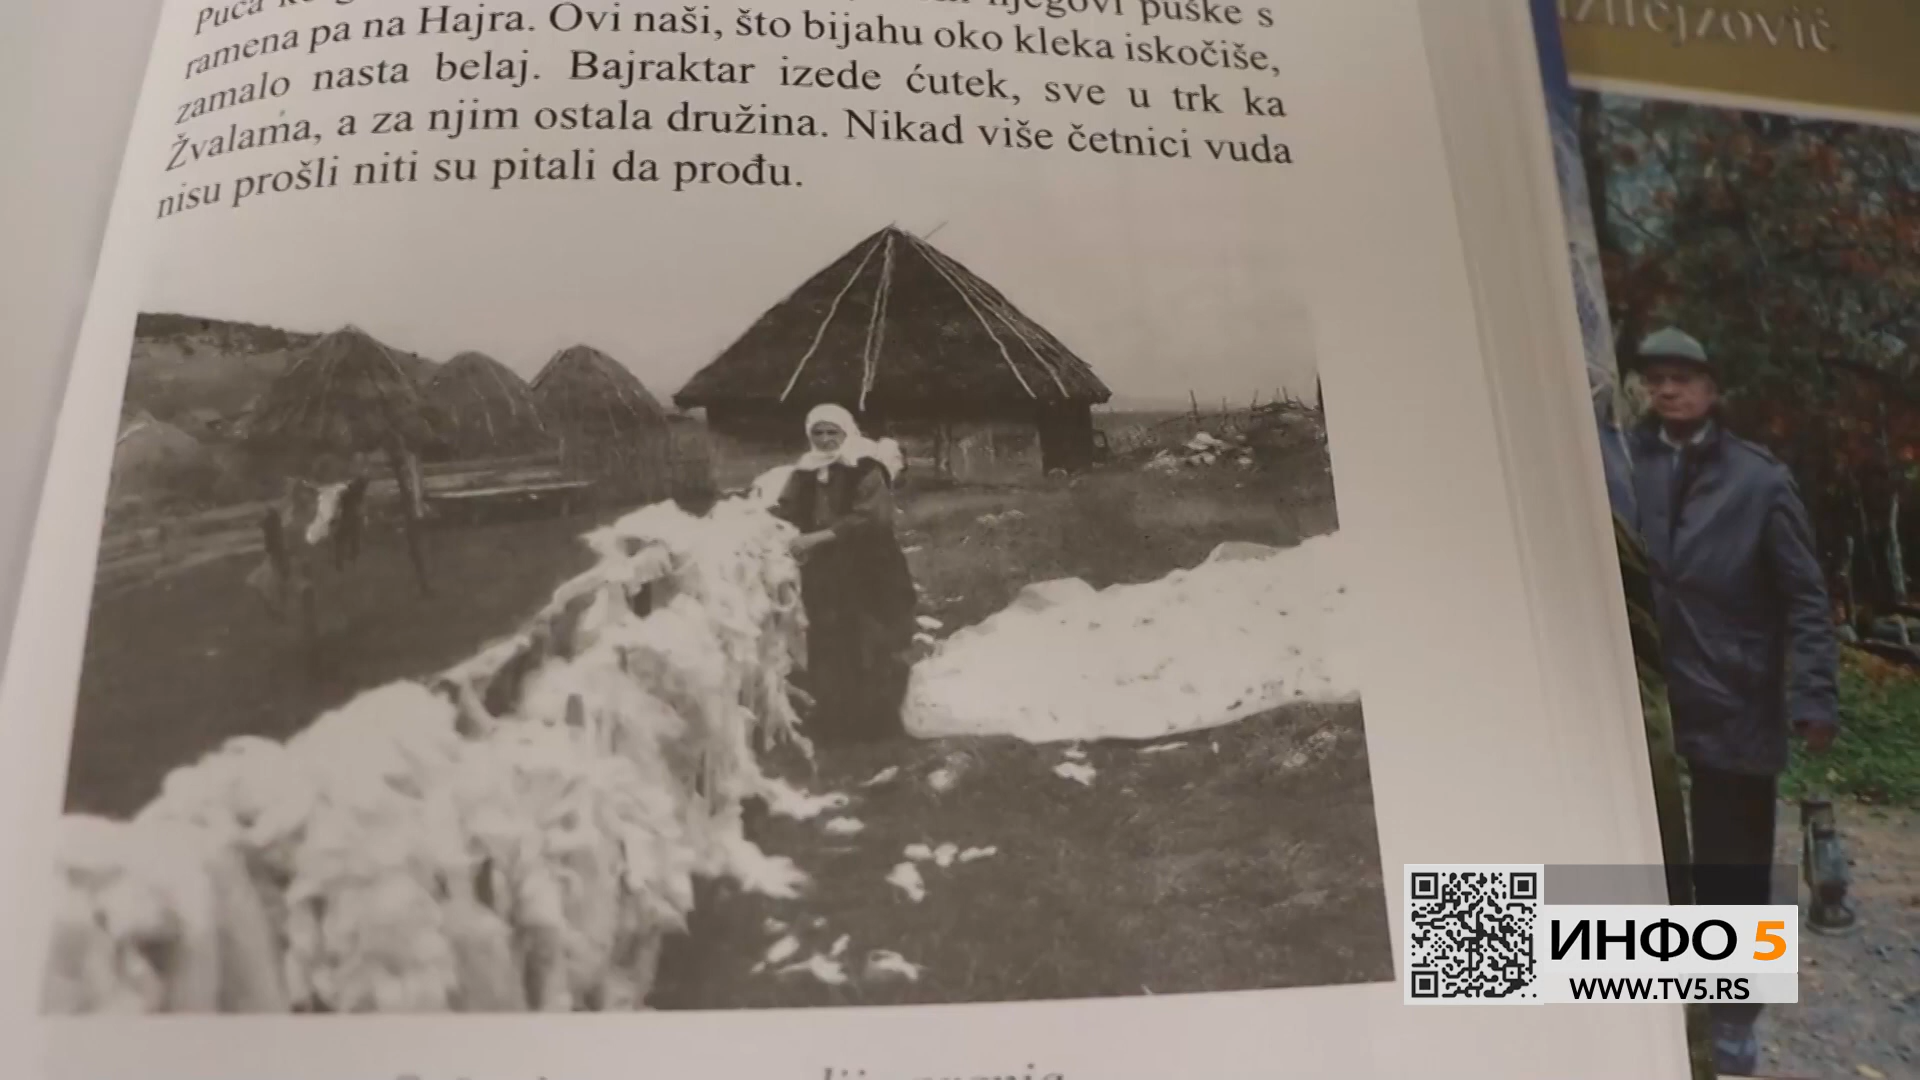 njegovi puške s
ramena pa na Hajra. Ovi naši, što bijahu oko kleka iskočiše,
zamalo nasta belaj. Bajraktar izede ćutek, sve u trk ka
Žvalama, a za njim ostala družina. Nikad više četnici vuda
nisu prošli niti su pitali da prođu.
ИНФО 5
WWW.TV5.RS